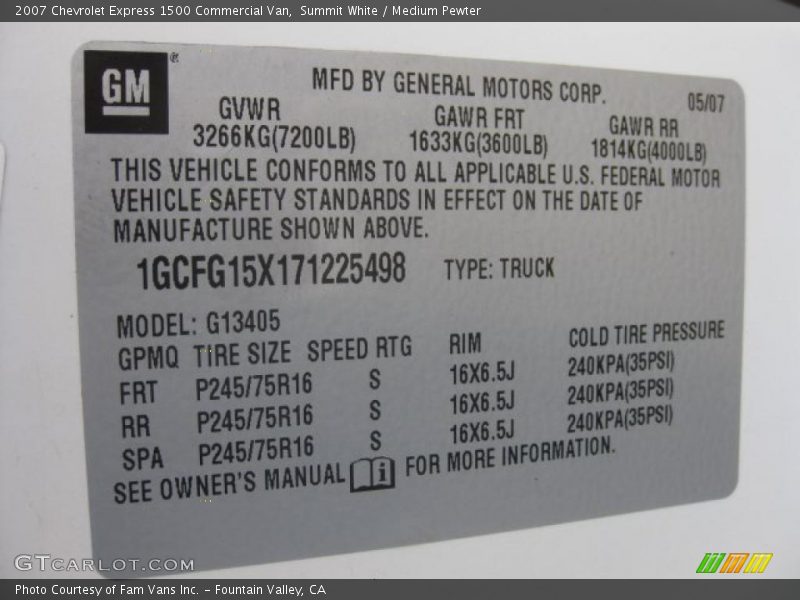 2007 Chevrolet Express 1500 Commercial Van, Summit White / Medium Pewter
GM
MFD BY GENERAL MOTORS CORP. 05/07
GVWR GAWR FRT GAWR RR
3266KG(7200LB) 1633KG(3600LB) 1814KG(4000LB)
THIS VEHICLE CONFORMS TO ALL APPLICABLE U.S. FEDERAL MOTOR
VEHICLE SAFETY STANDARDS IN EFFECT ON THE DATE OF
MANUFACTURE SHOWN ABOVE.
1GCFG15X171225498 TYPE: TRUCK
MODEL: G13405
GPMQ TIRE SIZE SPEED RTG RIM COLD TIRE PRESSURE
FRT P245/75R16 S 16X6.5J 240KPA(35PSI)
RR P245/75R16 S 16X6.5J 240KPA(35PSI)
SPA P245/75R16 S 16X6.5J 240KPA(35PSI)
SEE OWNER'S MANUAL i FOR MORE INFORMATION.
GTCARLOT.COM
Photo Courtesy of Fam Vans Inc. - Fountain Valley, CA